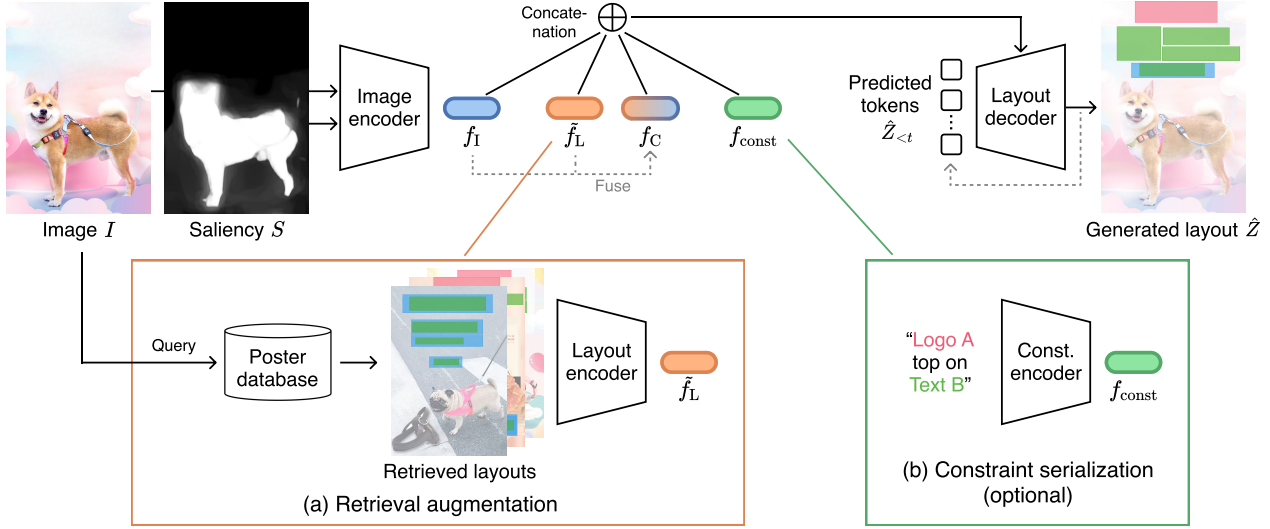 Concate-
nation
Image
encoder
f_I
f̃_L
f_C
f_const
Fuse
Predicted
tokens
Ẑ_{<t}
Layout
decoder
Image I
Saliency S
Generated layout Ẑ
Query
Poster
database
Retrieved layouts
Layout
encoder
f̃_L
(a) Retrieval augmentation
“Logo A
top on
Text B”
Const.
encoder
f_const
(b) Constraint serialization
(optional)